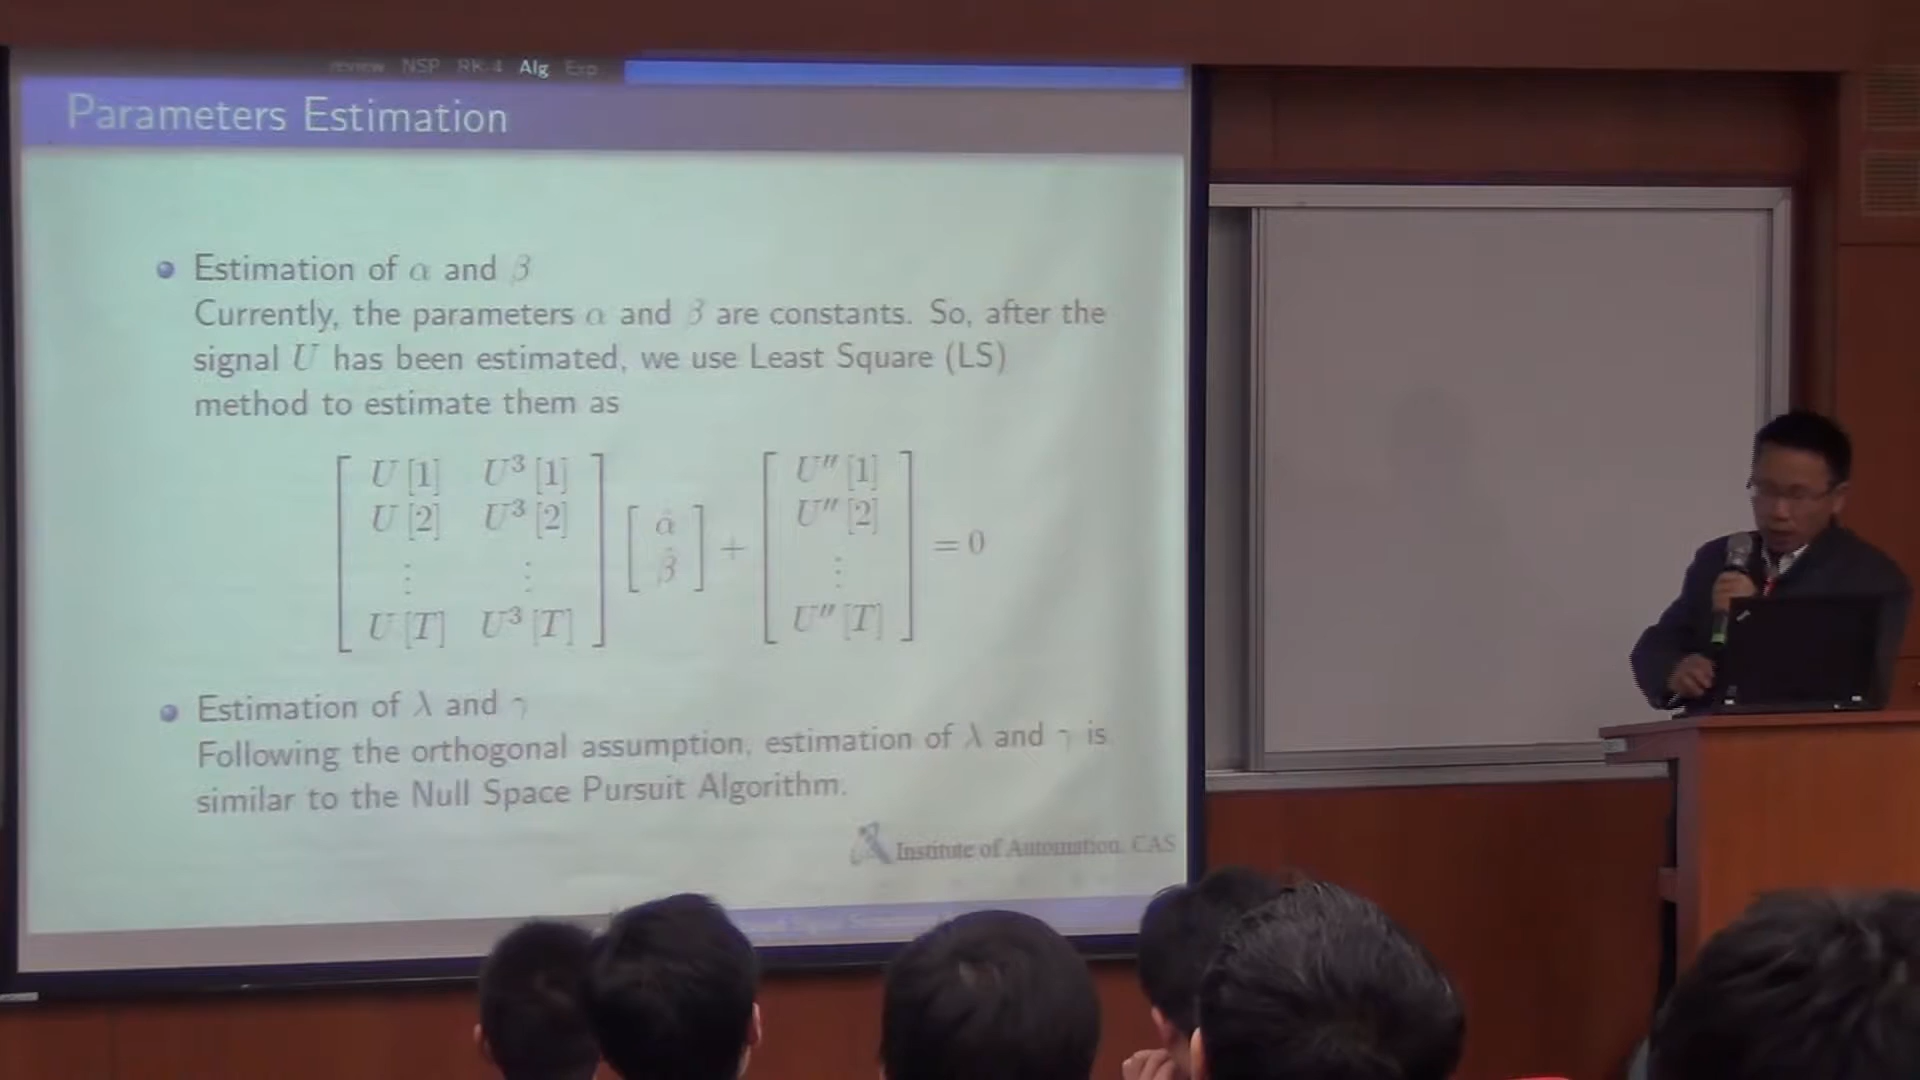 review NSP RK-4 Alg Exp
Parameters Estimation
Estimation of α and β
Currently, the parameters α and β are constants. So, after the
signal U has been estimated, we use Least Square (LS)
method to estimate them as
U [1] U³ [1]
U [2] U³ [2]
⋮ ⋮
U [T] U³ [T]
α̂
β̂
+
U″ [1]
U″ [2]
⋮
U″ [T]
= 0
Estimation of λ and γ
Following the orthogonal assumption, estimation of λ and γ is
similar to the Null Space Pursuit Algorithm.
Institute of Automation, CAS